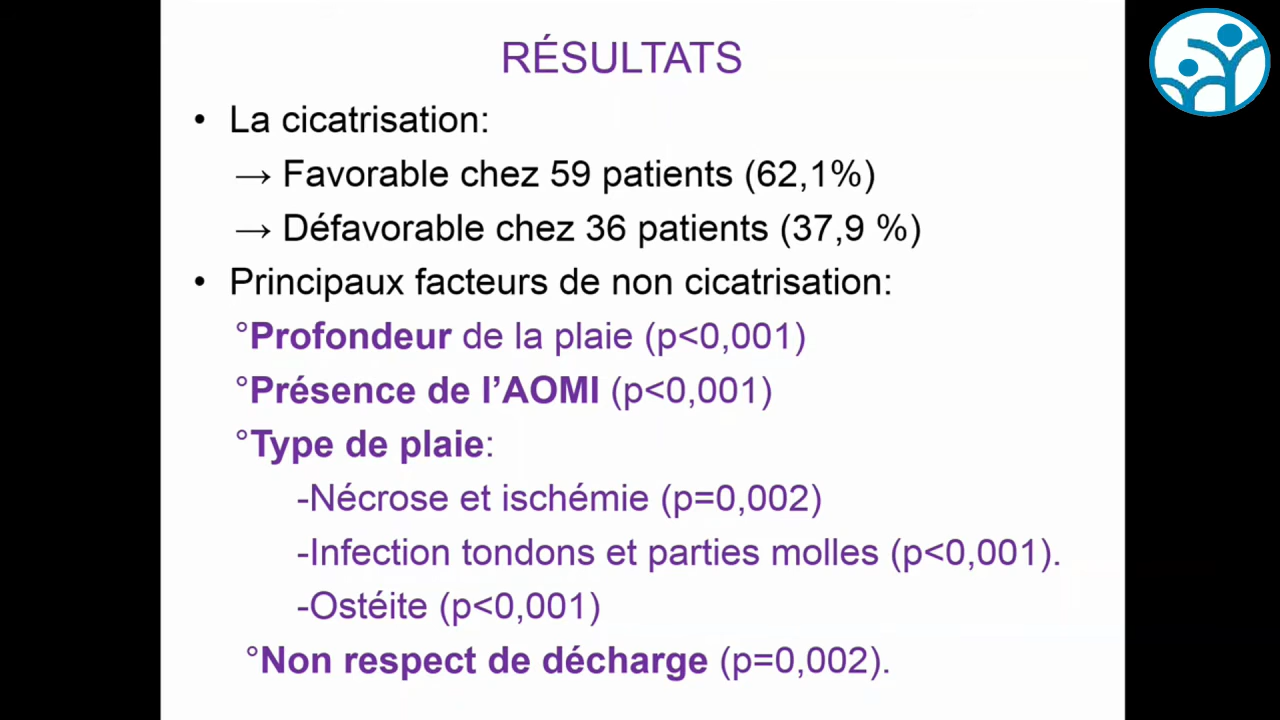 RÉSULTATS
• La cicatrisation:
→ Favorable chez 59 patients (62,1%)
→ Défavorable chez 36 patients (37,9 %)
• Principaux facteurs de non cicatrisation:
°Profondeur de la plaie (p<0,001)
°Présence de l’AOMI (p<0,001)
°Type de plaie:
-Nécrose et ischémie (p=0,002)
-Infection tondons et parties molles (p<0,001).
-Ostéite (p<0,001)
°Non respect de décharge (p=0,002).